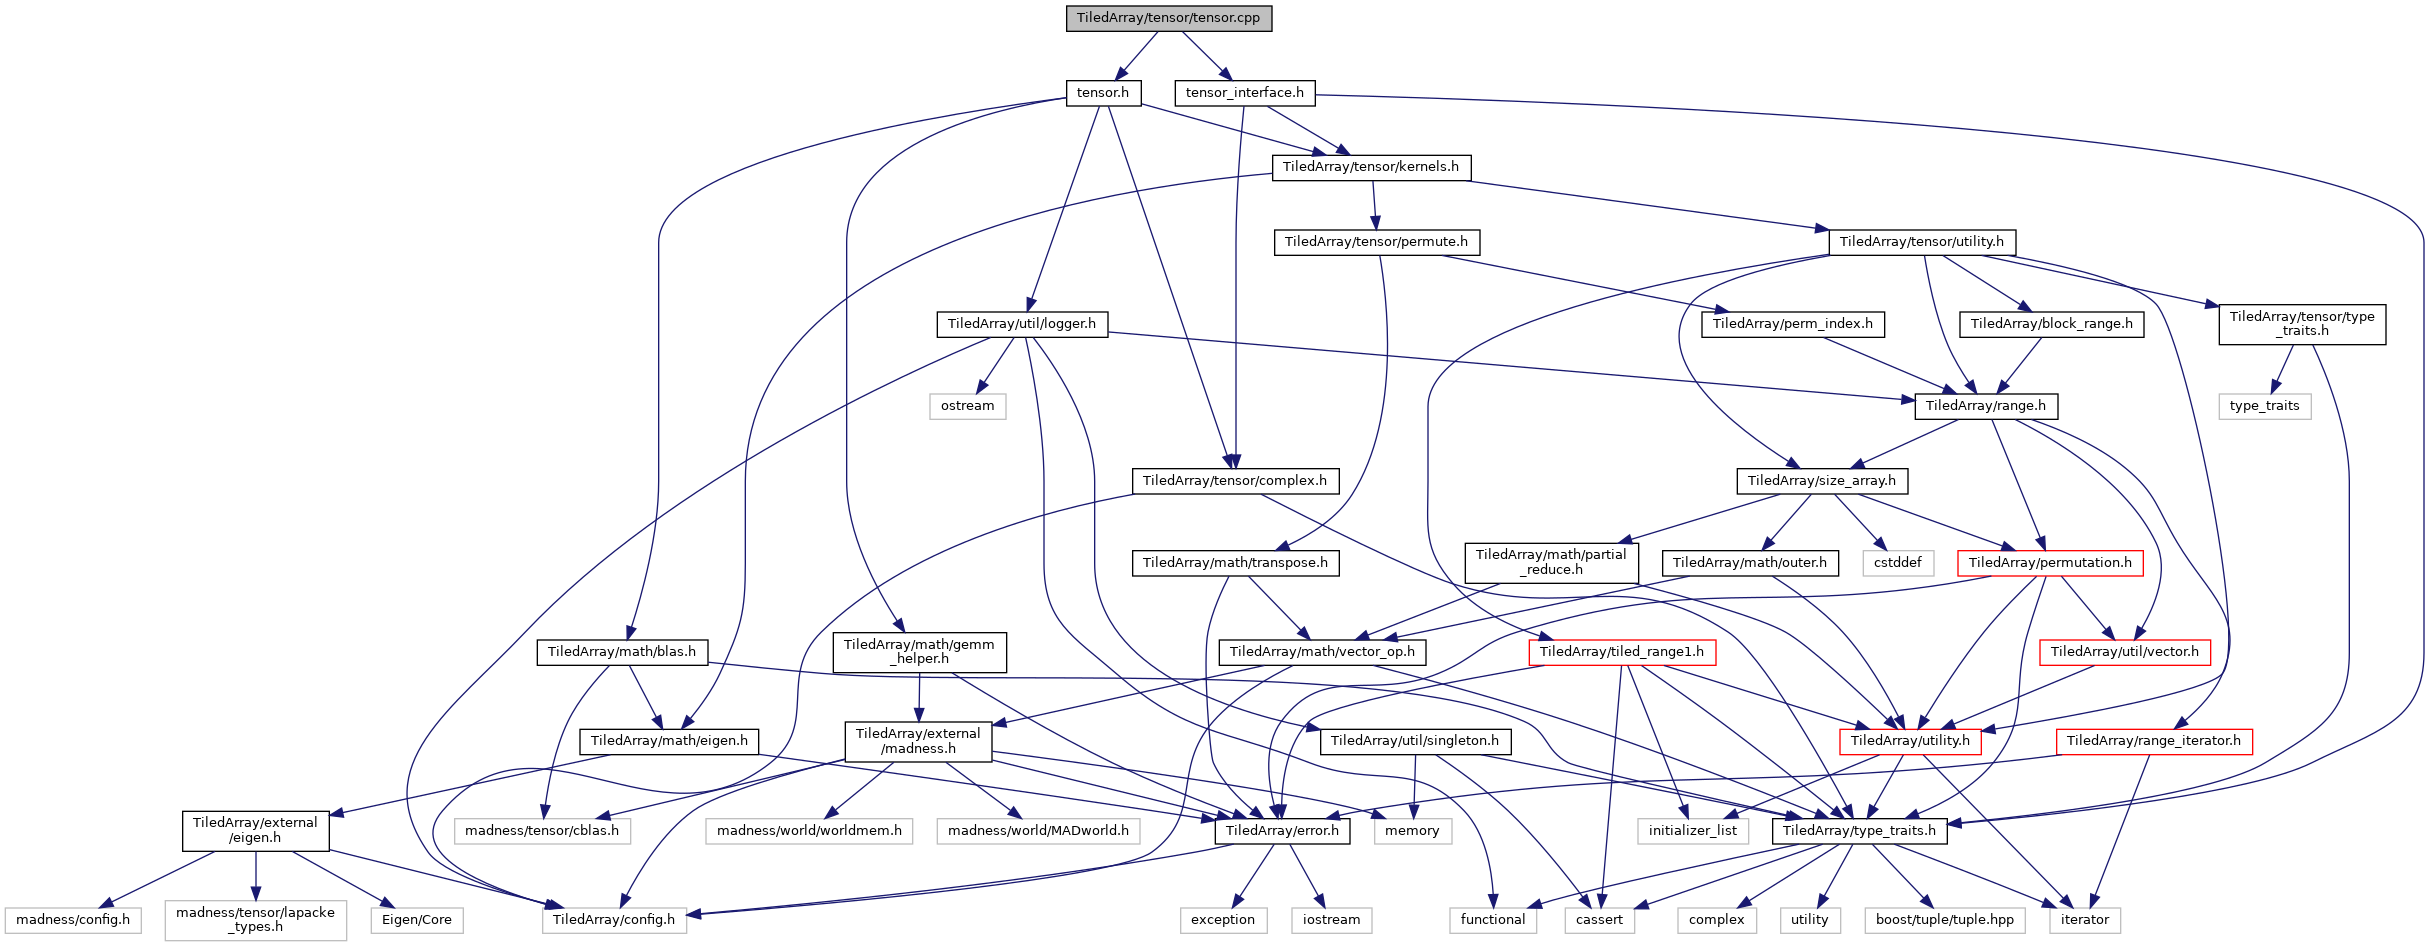 TiledArray/tensor/tensor.cpp
tensor.h
tensor_interface.h
TiledArray/tensor/kernels.h
TiledArray/tensor/permute.h
TiledArray/tensor/utility.h
TiledArray/util/logger.h
TiledArray/perm_index.h
TiledArray/block_range.h
TiledArray/tensor/type
_traits.h
ostream
TiledArray/range.h
type_traits
TiledArray/tensor/complex.h
TiledArray/size_array.h
TiledArray/math/transpose.h
TiledArray/math/partial
_reduce.h
TiledArray/math/outer.h
cstddef
TiledArray/permutation.h
TiledArray/math/blas.h
TiledArray/math/gemm
_helper.h
TiledArray/math/vector_op.h
TiledArray/tiled_range1.h
TiledArray/util/vector.h
TiledArray/math/eigen.h
TiledArray/external
/madness.h
TiledArray/util/singleton.h
TiledArray/utility.h
TiledArray/range_iterator.h
TiledArray/external
/eigen.h
madness/tensor/cblas.h
madness/world/worldmem.h
madness/world/MADworld.h
TiledArray/error.h
memory
initializer_list
TiledArray/type_traits.h
madness/config.h
madness/tensor/lapacke
_types.h
Eigen/Core
TiledArray/config.h
exception
iostream
functional
cassert
complex
utility
boost/tuple/tuple.hpp
iterator